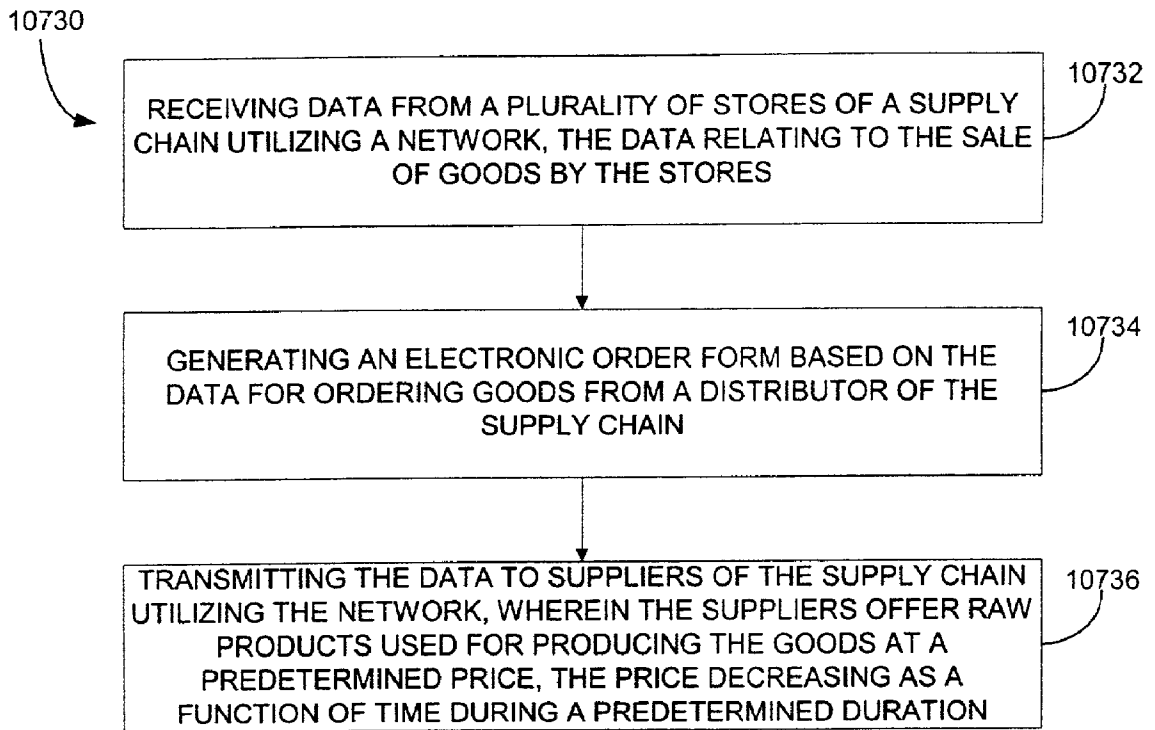 10730
10732
RECEIVING DATA FROM A PLURALITY OF STORES OF A SUPPLY
CHAIN UTILIZING A NETWORK, THE DATA RELATING TO THE SALE
OF GOODS BY THE STORES
10734
GENERATING AN ELECTRONIC ORDER FORM BASED ON THE
DATA FOR ORDERING GOODS FROM A DISTRIBUTOR OF THE
SUPPLY CHAIN
10736
TRANSMITTING THE DATA TO SUPPLIERS OF THE SUPPLY CHAIN
UTILIZING THE NETWORK, WHEREIN THE SUPPLIERS OFFER RAW
PRODUCTS USED FOR PRODUCING THE GOODS AT A
PREDETERMINED PRICE, THE PRICE DECREASING AS A
FUNCTION OF TIME DURING A PREDETERMINED DURATION